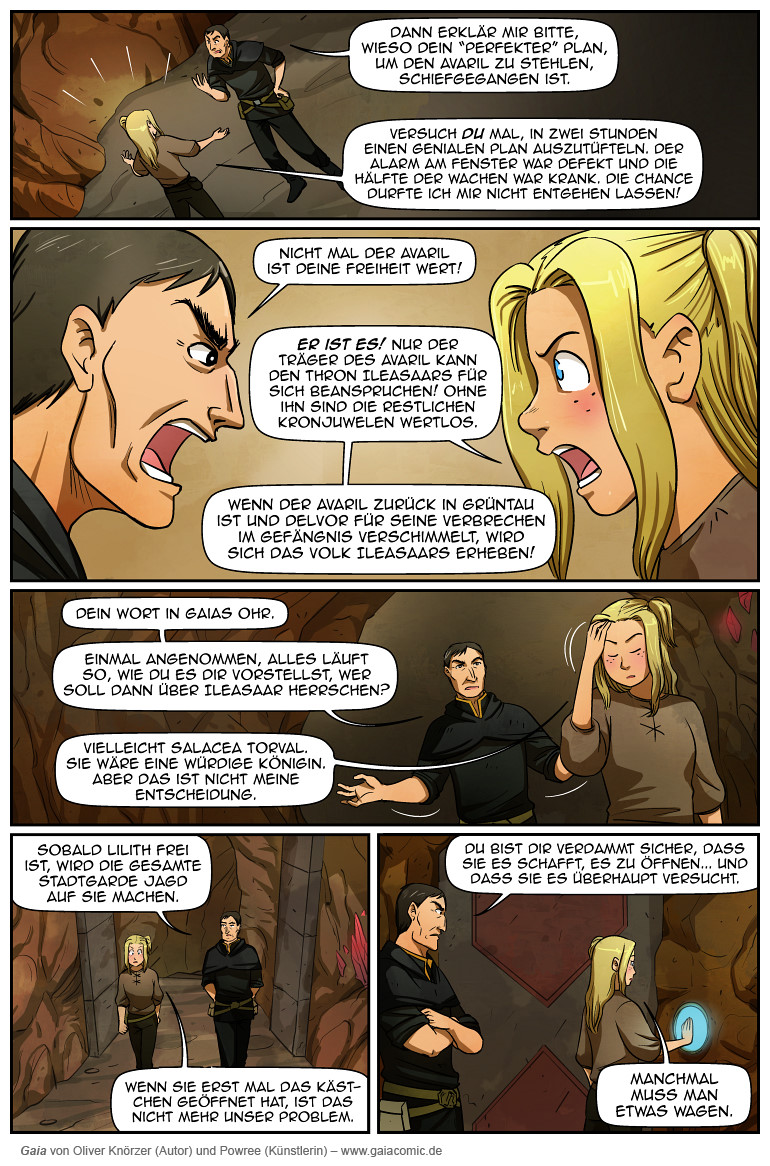 DANN ERKLÄR MIR BITTE,
WIESO DEIN "PERFEKTER" PLAN,
UM DEN AVARIL ZU STEHLEN,
SCHIEFGEGANGEN IST.
VERSUCH DU MAL, IN ZWEI STUNDEN
EINEN GENIALEN PLAN AUSZUTÜFTELN. DER
ALARM AM FENSTER WAR DEFEKT UND DIE
HÄLFTE DER WACHEN WAR KRANK. DIE CHANCE
DURFTE ICH MIR NICHT ENTGEHEN LASSEN!
NICHT MAL DER AVARIL
IST DEINE FREIHEIT WERT!
ER IST ES! NUR DER
TRÄGER DES AVARIL KANN
DEN THRON ILEASAARS FÜR
SICH BEANSPRUCHEN! OHNE
IHN SIND DIE RESTLICHEN
KRONJUWELEN WERTLOS.
WENN DER AVARIL ZURÜCK IN GRÜNTAU
IST UND DELVOR FÜR SEINE VERBRECHEN
IM GEFÄNGNIS VERSCHIMMELT, WIRD
SICH DAS VOLK ILEASAARS ERHEBEN!
DEIN WORT IN GAIAS OHR.
EINMAL ANGENOMMEN, ALLES LÄUFT
SO, WIE DU ES DIR VORSTELLST, WER
SOLL DANN ÜBER ILEASAAR HERRSCHEN?
VIELLEICHT SALACEA TORVAL.
SIE WÄRE EINE WÜRDIGE KÖNIGIN.
ABER DAS IST NICHT MEINE
ENTSCHEIDUNG.
SOBALD LILITH FREI
IST, WIRD DIE GESAMTE
STADTGARDE JAGD
AUF SIE MACHEN.
WENN SIE ERST MAL DAS KÄST-
CHEN GEÖFFNET HAT, IST DAS
NICHT MEHR UNSER PROBLEM.
DU BIST DIR VERDAMMT SICHER, DASS
SIE ES SCHAFFT, ES ZU ÖFFNEN... UND
DASS SIE ES ÜBERHAUPT VERSUCHT.
MANCHMAL
MUSS MAN
ETWAS WAGEN.
Gaia von Oliver Knörzer (Autor) und Powree (Künstlerin) – www.gaiacomic.de